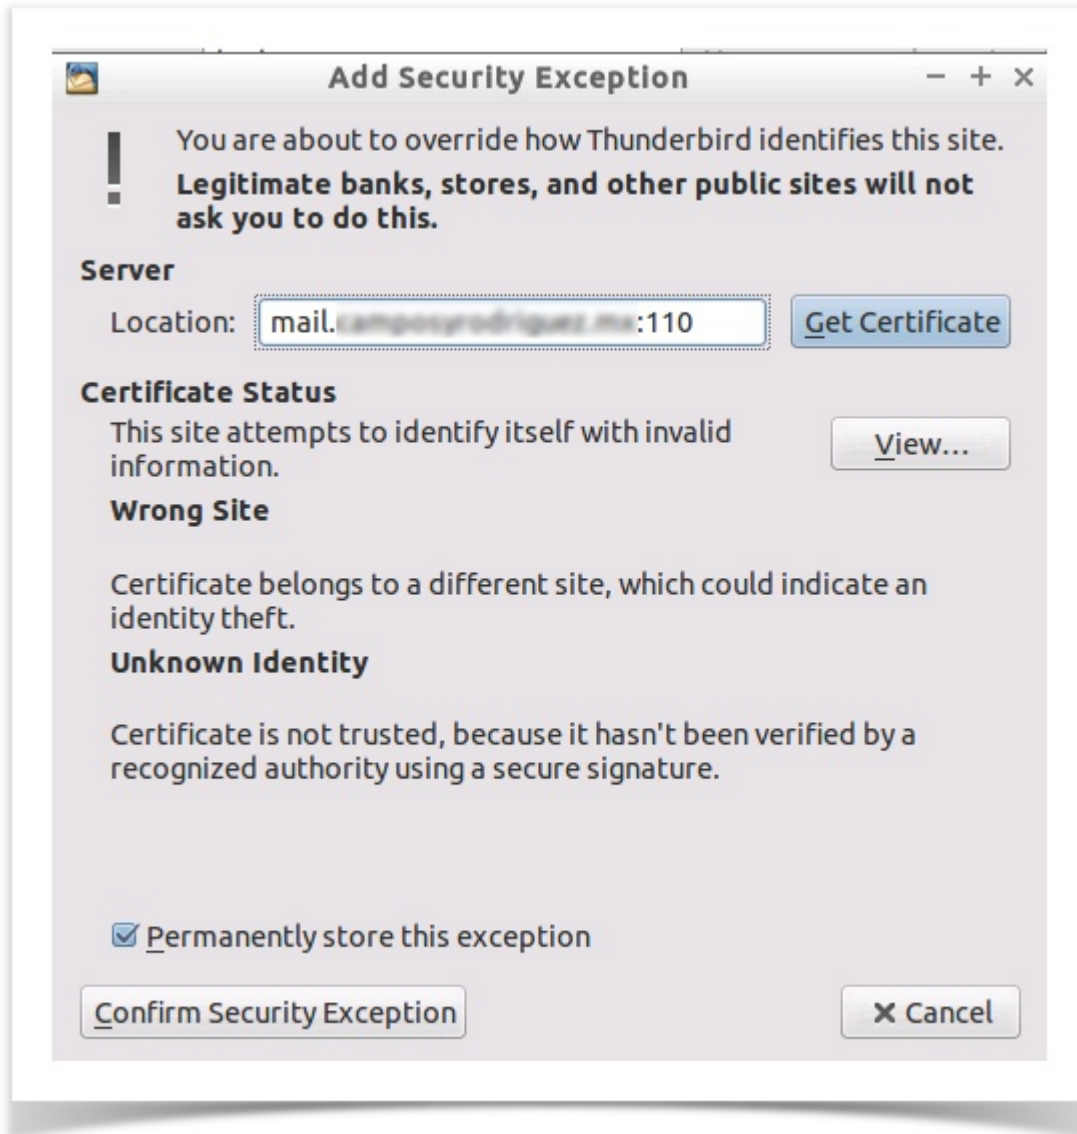 Add Security Exception
You are about to override how Thunderbird identifies this site.
Legitimate banks, stores, and other public sites will not
ask you to do this.
Server
Location: mail. :110 Get Certificate
Certificate Status
This site attempts to identify itself with invalid
information.
View...
Wrong Site
Certificate belongs to a different site, which could indicate an
identity theft.
Unknown Identity
Certificate is not trusted, because it hasn't been verified by a
recognized authority using a secure signature.
Permanently store this exception
Confirm Security Exception
Cancel